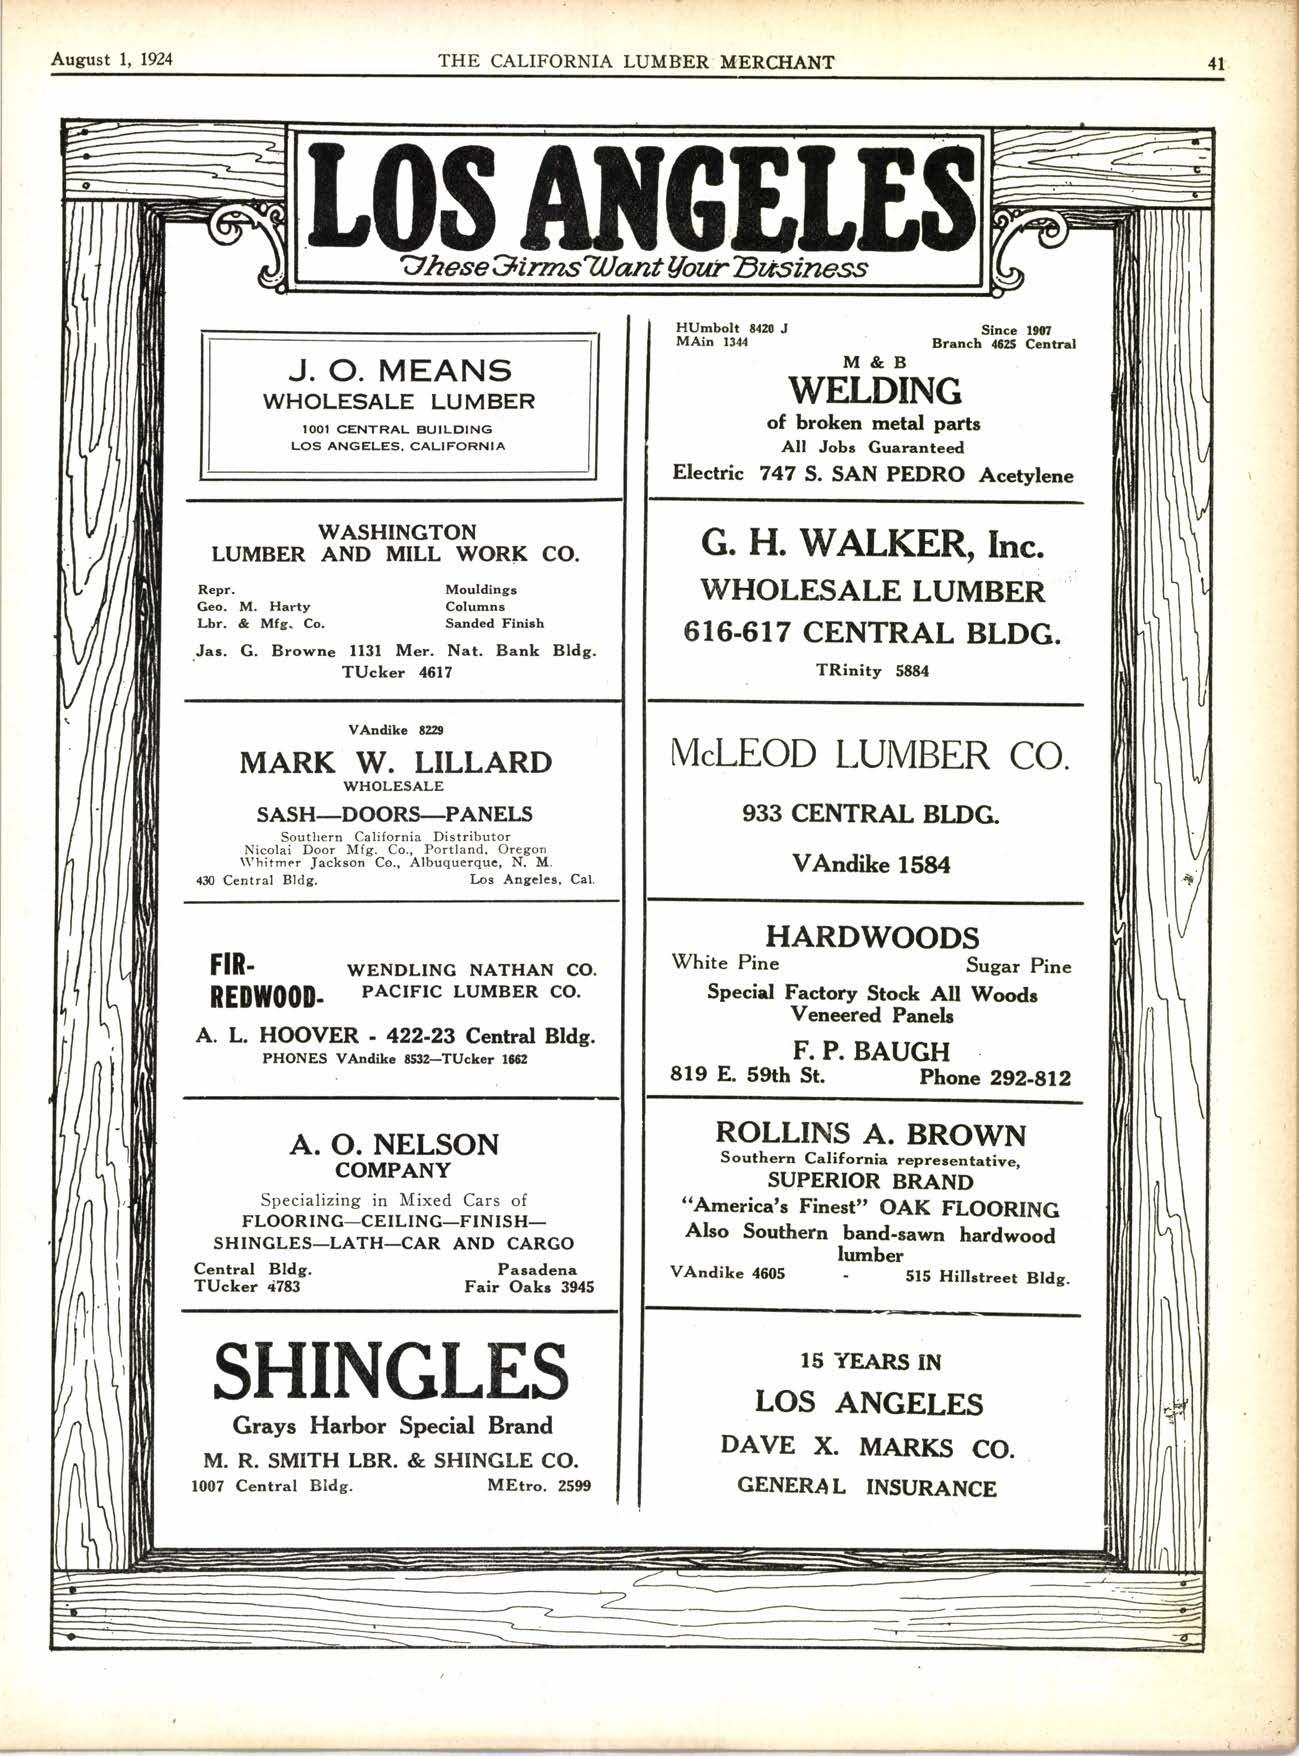 August 1, 1924
THE CALIFORNIA LUMBER MERCHANT
41
LOS ANGELES
These Firms Want Your Business
J. O. MEANS
WHOLESALE LUMBER
1001 CENTRAL BUILDING
LOS ANGELES, CALIFORNIA
WASHINGTON
LUMBER AND MILL WORK CO.
Repr. Mouldings
Geo. M. Harty Columns
Lbr. & Mfg. Co. Sanded Finish
Jas. G. Browne 1131 Mer. Nat. Bank Bldg.
TUcker 4617
VAndike 8229
MARK W. LILLARD
WHOLESALE
SASH—DOORS—PANELS
Southern California Distributor
Nicolai Door Mfg. Co., Portland, Oregon
Whitmer Jackson Co., Albuquerque, N. M.
430 Central Bldg. Los Angeles, Cal.
FIR- WENDLING NATHAN CO.
REDWOOD- PACIFIC LUMBER CO.
A. L. HOOVER - 422-23 Central Bldg.
PHONES VAndike 8532—TUcker 1662
A. O. NELSON
COMPANY
Specializing in Mixed Cars of
FLOORING—CEILING—FINISH—
SHINGLES—LATH—CAR AND CARGO
Central Bldg. Pasadena
TUcker 4783 Fair Oaks 3945
SHINGLES
Grays Harbor Special Brand
M. R. SMITH LBR. & SHINGLE CO.
1007 Central Bldg. MEtro. 2599
HUmbolt 8420 J Since 1907
MAin 1344 Branch 4625 Central
M & B
WELDING
of broken metal parts
All Jobs Guaranteed
Electric 747 S. SAN PEDRO Acetylene
G. H. WALKER, Inc.
WHOLESALE LUMBER
616-617 CENTRAL BLDG.
TRinity 5884
McLEOD LUMBER CO.
933 CENTRAL BLDG.
VAndike 1584
HARDWOODS
White Pine Sugar Pine
Special Factory Stock All Woods
Veneered Panels
F. P. BAUGH
819 E. 59th St. Phone 292-812
ROLLINS A. BROWN
Southern California representative,
SUPERIOR BRAND
"America's Finest" OAK FLOORING
Also Southern band-sawn hardwood
lumber
VAndike 4605 - 515 Hillstreet Bldg.
15 YEARS IN
LOS ANGELES
DAVE X. MARKS CO.
GENERAL INSURANCE